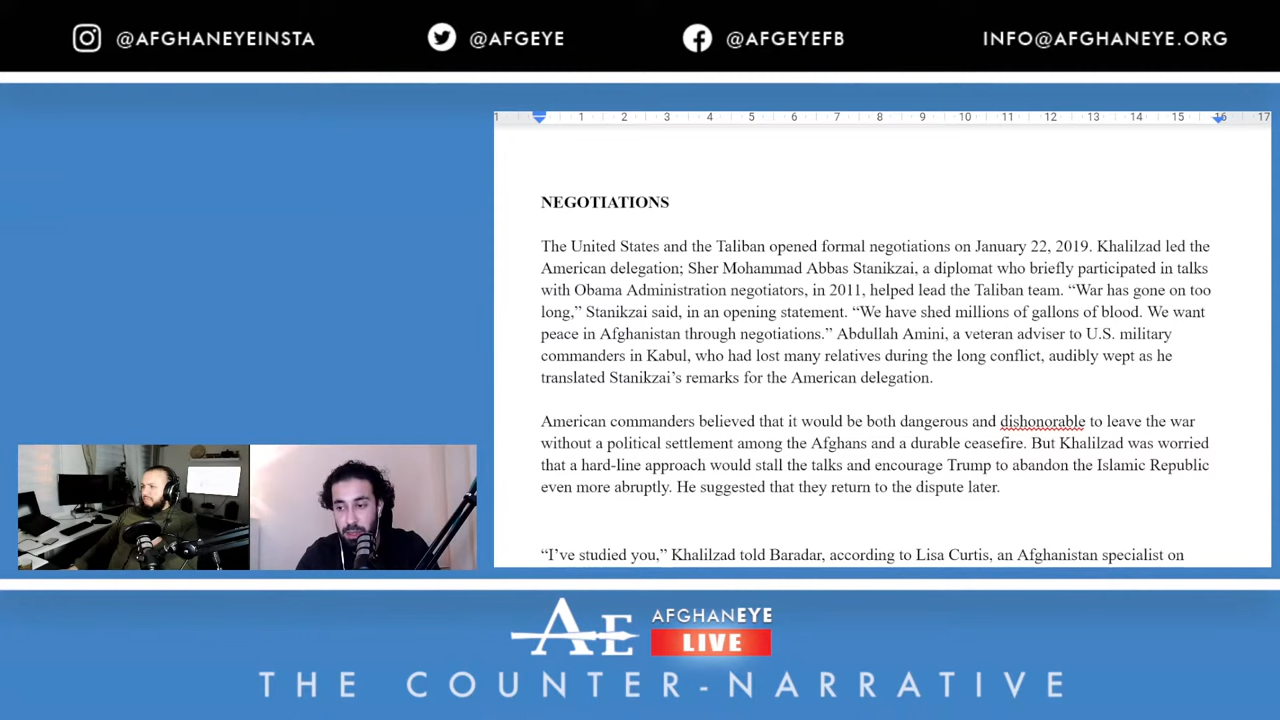 @AFGHANEYEINSTA
@AFGEYE
@AFGEYEFB
INFO@AFGHANEYE.ORG
1 1 2 3 4 5 6 7 8 9 10 11 12 13 14 15 16 17
NEGOTIATIONS
The United States and the Taliban opened formal negotiations on January 22, 2019. Khalilzad led the
American delegation; Sher Mohammad Abbas Stanikzai, a diplomat who briefly participated in talks
with Obama Administration negotiators, in 2011, helped lead the Taliban team. “War has gone on too
long,” Stanikzai said, in an opening statement. “We have shed millions of gallons of blood. We want
peace in Afghanistan through negotiations.” Abdullah Amini, a veteran adviser to U.S. military
commanders in Kabul, who had lost many relatives during the long conflict, audibly wept as he
translated Stanikzai’s remarks for the American delegation.
American commanders believed that it would be both dangerous and dishonorable to leave the war
without a political settlement among the Afghans and a durable ceasefire. But Khalilzad was worried
that a hard-line approach would stall the talks and encourage Trump to abandon the Islamic Republic
even more abruptly. He suggested that they return to the dispute later.
“I’ve studied you,” Khalilzad told Baradar, according to Lisa Curtis, an Afghanistan specialist on
AE
AFGHANEYE
LIVE
THE COUNTER-NARRATIVE